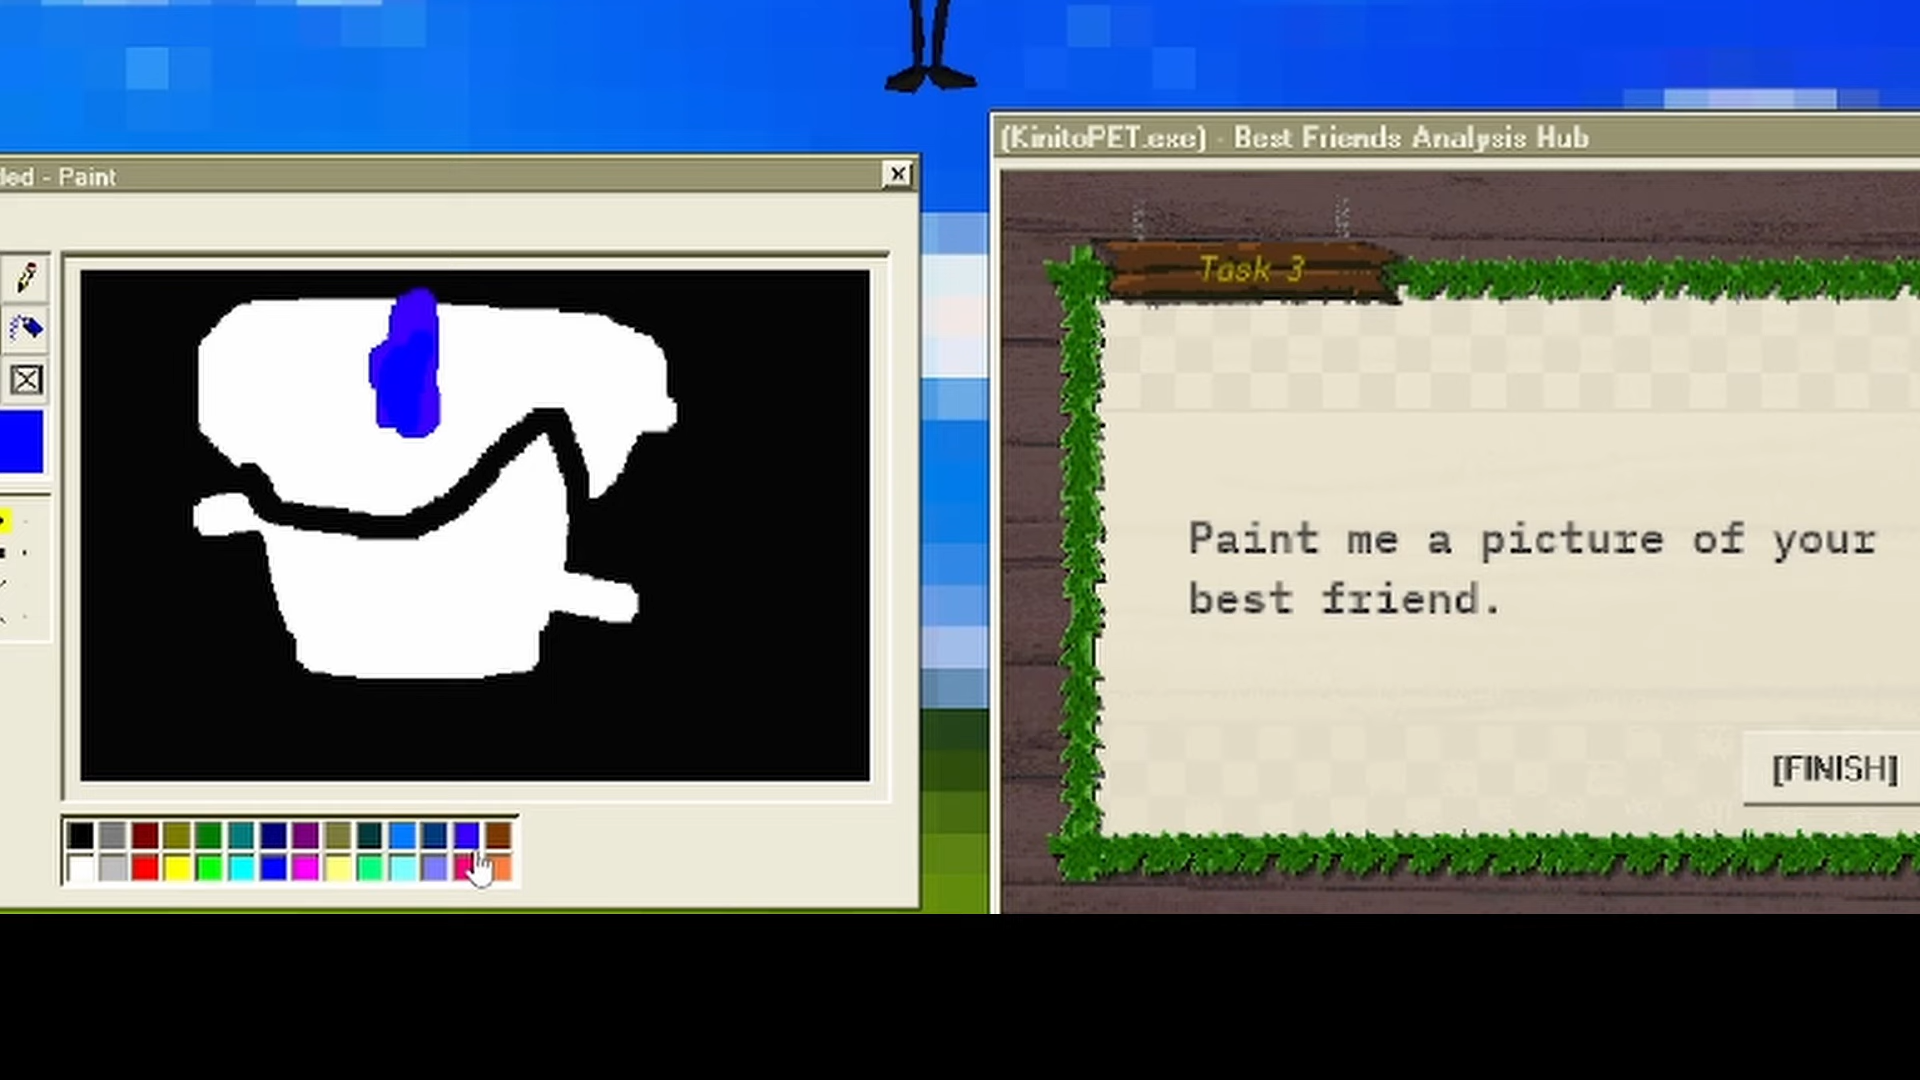 led - Paint
(KinitoPET.exe) - Best Friends Analysis Hub
Task 3
Paint me a picture of your
best friend.
[FINISH]